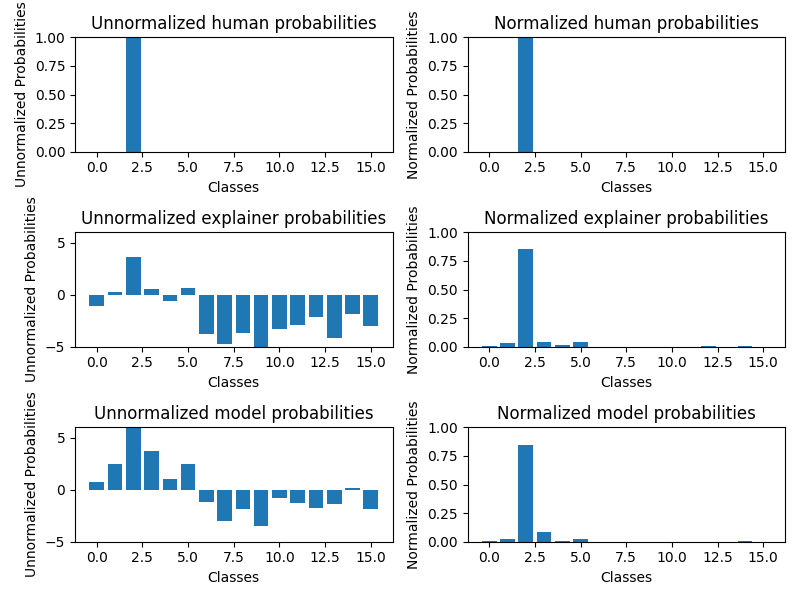 Unnormalized human probabilities
Unnormalized Probabilities
1.00
0.75
0.50
0.25
0.00
0.0 2.5 5.0 7.5 10.0 12.5 15.0
Classes
Normalized human probabilities
Normalized Probabilities
1.00
0.75
0.50
0.25
0.00
0.0 2.5 5.0 7.5 10.0 12.5 15.0
Classes
Unnormalized explainer probabilities
Unnormalized Probabilities
5
0
−5
0.0 2.5 5.0 7.5 10.0 12.5 15.0
Classes
Normalized explainer probabilities
Normalized Probabilities
1.00
0.75
0.50
0.25
0.00
0.0 2.5 5.0 7.5 10.0 12.5 15.0
Classes
Unnormalized model probabilities
Unnormalized Probabilities
5
0
−5
0.0 2.5 5.0 7.5 10.0 12.5 15.0
Classes
Normalized model probabilities
Normalized Probabilities
1.00
0.75
0.50
0.25
0.00
0.0 2.5 5.0 7.5 10.0 12.5 15.0
Classes